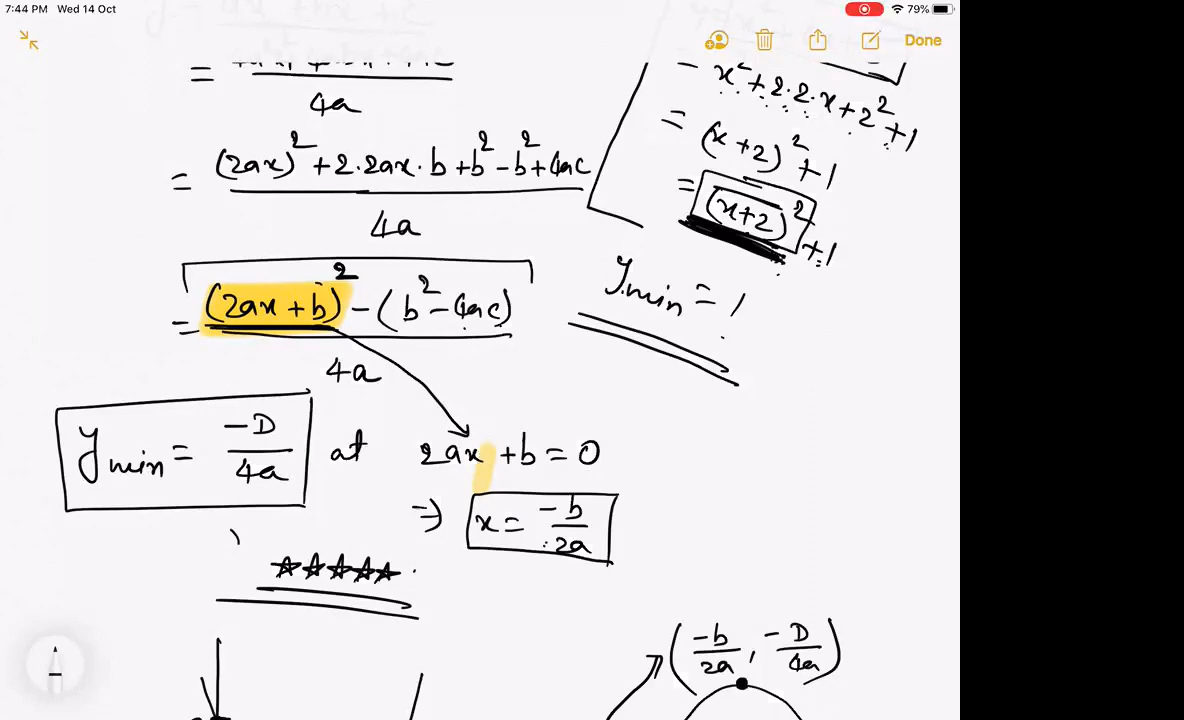 7:44 PM Wed 14 Oct
79%
Done
= / 4a
= ((2ax)² + 2·2ax·b + b² - b² + 4ac) / 4a
= ((2ax + b)² - (b² - 4ac)) / 4a
y min = -D / 4a at 2ax + b = 0
⇒ x = -b / 2a
☆☆☆☆☆
= x² + 2·2·x + 2² + 1
= (x + 2)² + 1
= (x+2)² + 1
y min = 1
(-b / 2a , -D / 4a)